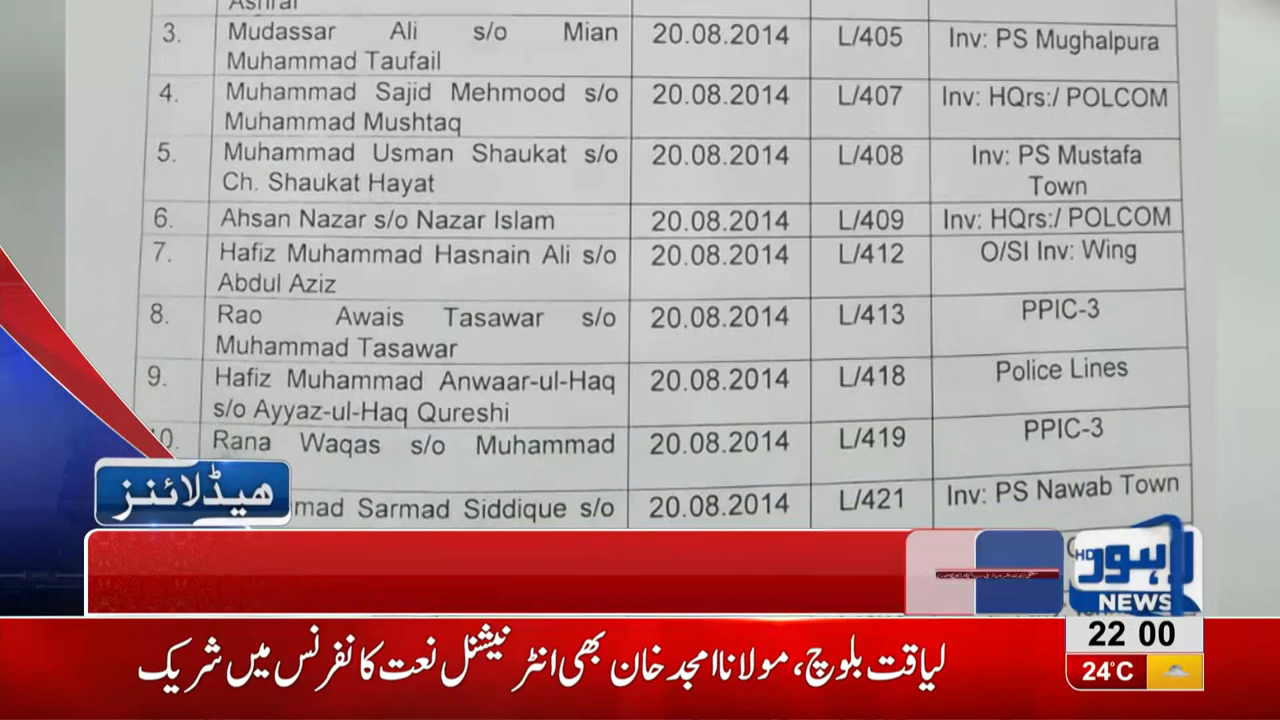 Ashraf
3. Mudassar Ali s/o Mian 20.08.2014 L/405 Inv: PS Mughalpura
Muhammad Taufail
4. Muhammad Sajid Mehmood s/o 20.08.2014 L/407 Inv: HQrs:/ POLCOM
Muhammad Mushtaq
5. Muhammad Usman Shaukat s/o 20.08.2014 L/408 Inv: PS Mustafa
Ch. Shaukat Hayat Town
6. Ahsan Nazar s/o Nazar Islam 20.08.2014 L/409 Inv: HQrs:/ POLCOM
7. Hafiz Muhammad Hasnain Ali s/o 20.08.2014 L/412 O/SI Inv: Wing
Abdul Aziz
8. Rao Awais Tasawar s/o 20.08.2014 L/413 PPIC-3
Muhammad Tasawar
9. Hafiz Muhammad Anwaar-ul-Haq 20.08.2014 L/418 Police Lines
s/o Ayyaz-ul-Haq Qureshi
10. Rana Waqas s/o Muhammad 20.08.2014 L/419 PPIC-3
mad Sarmad Siddique s/o 20.08.2014 L/421 Inv: PS Nawab Town
ہیڈلائنز
لاہور HD
NEWS
22 00
24°C
لیاقت بلوچ، مولانا امجد خان بھی انٹرنیشنل نعت کانفرنس میں شریک